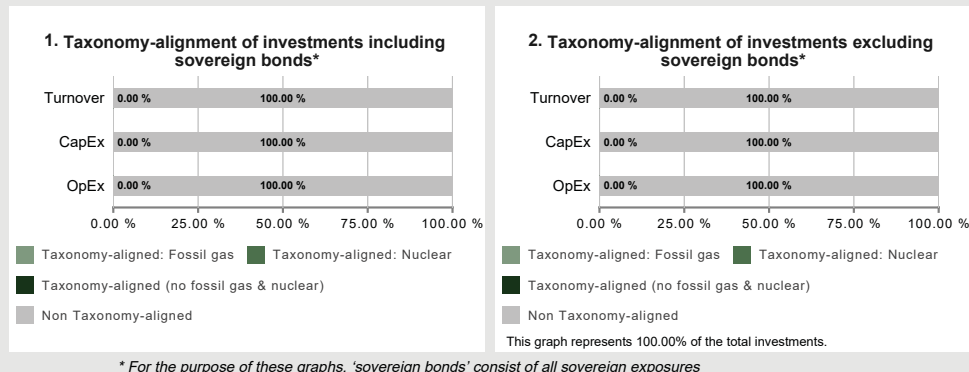 1. Taxonomy-alignment of investments including
sovereign bonds*
Turnover 0.00 % 100.00 %
CapEx 0.00 % 100.00 %
OpEx 0.00 % 100.00 %
0.00 % 25.00 % 50.00 % 75.00 % 100.00 %
Taxonomy-aligned: Fossil gas Taxonomy-aligned: Nuclear
Taxonomy-aligned (no fossil gas & nuclear)
Non Taxonomy-aligned
2. Taxonomy-alignment of investments excluding
sovereign bonds*
Turnover 0.00 % 100.00 %
CapEx 0.00 % 100.00 %
OpEx 0.00 % 100.00 %
0.00 % 25.00 % 50.00 % 75.00 % 100.00 %
Taxonomy-aligned: Fossil gas Taxonomy-aligned: Nuclear
Taxonomy-aligned (no fossil gas & nuclear)
Non Taxonomy-aligned
This graph represents 100.00% of the total investments.
* For the purpose of these graphs, ‘sovereign bonds’ consist of all sovereign exposures